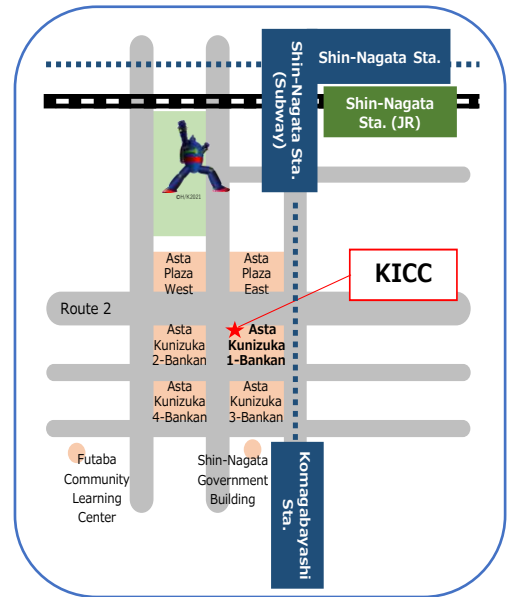 Shin-Nagata Sta.
Shin-Nagata Sta.
(Subway)
Shin-Nagata
Sta. (JR)
©H/K2021
Asta
Plaza
West
Asta
Plaza
East
KICC
Route 2
Asta
Kunizuka
2-Bankan
Asta
Kunizuka
1-Bankan
Asta
Kunizuka
4-Bankan
Asta
Kunizuka
3-Bankan
Futaba
Community
Learning
Center
Shin-Nagata
Government
Building
Komagabayashi
Sta.